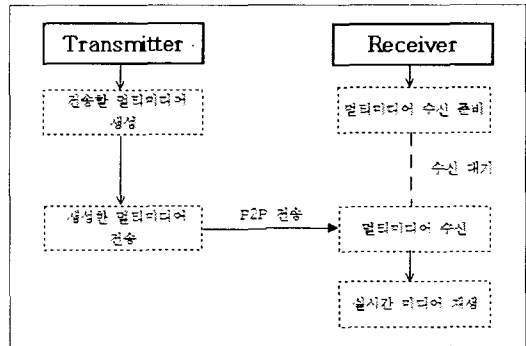 Transmitter
Receiver
전송할 멀티미디어
생성
멀티미디어 수신 준비
수신 대기
생성한 멀티미디어
전송
P2P 전송
멀티미디어 수신
실시간 미디어 재생